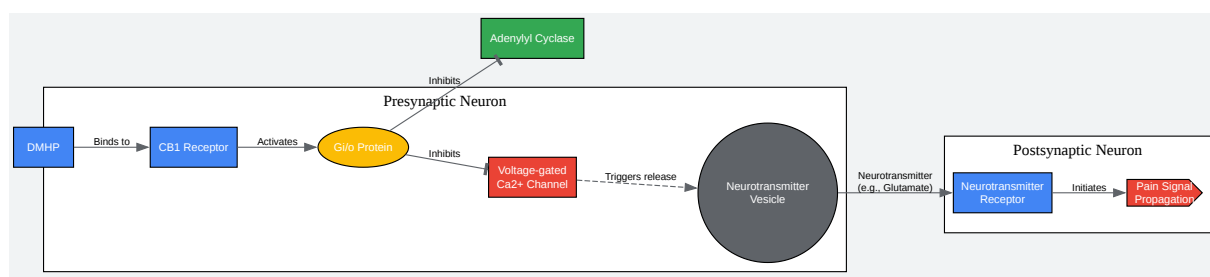 Adenylyl Cyclase
Inhibits
Presynaptic Neuron
DMHP
Binds to
CB1 Receptor
Activates
Gi/o Protein
Inhibits
Voltage-gated
Ca2+ Channel
Triggers release
Neurotransmitter
Vesicle
Neurotransmitter
(e.g., Glutamate)
Postsynaptic Neuron
Neurotransmitter
Receptor
Initiates
Pain Signal
Propagation